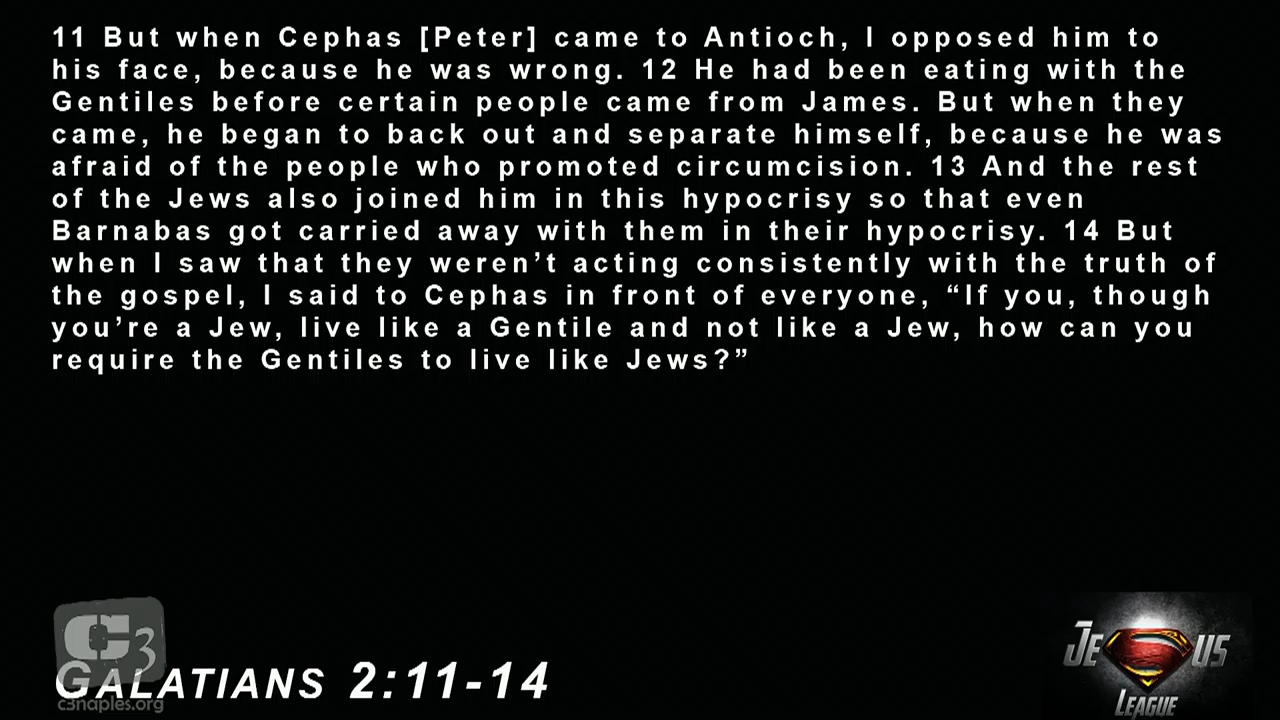 11 But when Cephas [Peter] came to Antioch, I opposed him to
his face, because he was wrong. 12 He had been eating with the
Gentiles before certain people came from James. But when they
came, he began to back out and separate himself, because he was
afraid of the people who promoted circumcision. 13 And the rest
of the Jews also joined him in this hypocrisy so that even
Barnabas got carried away with them in their hypocrisy. 14 But
when I saw that they weren’t acting consistently with the truth of
the gospel, I said to Cephas in front of everyone, “If you, though
you’re a Jew, live like a Gentile and not like a Jew, how can you
require the Gentiles to live like Jews?”
C3
GALATIANS 2:11-14
c3naples.org
JESUS
LEAGUE